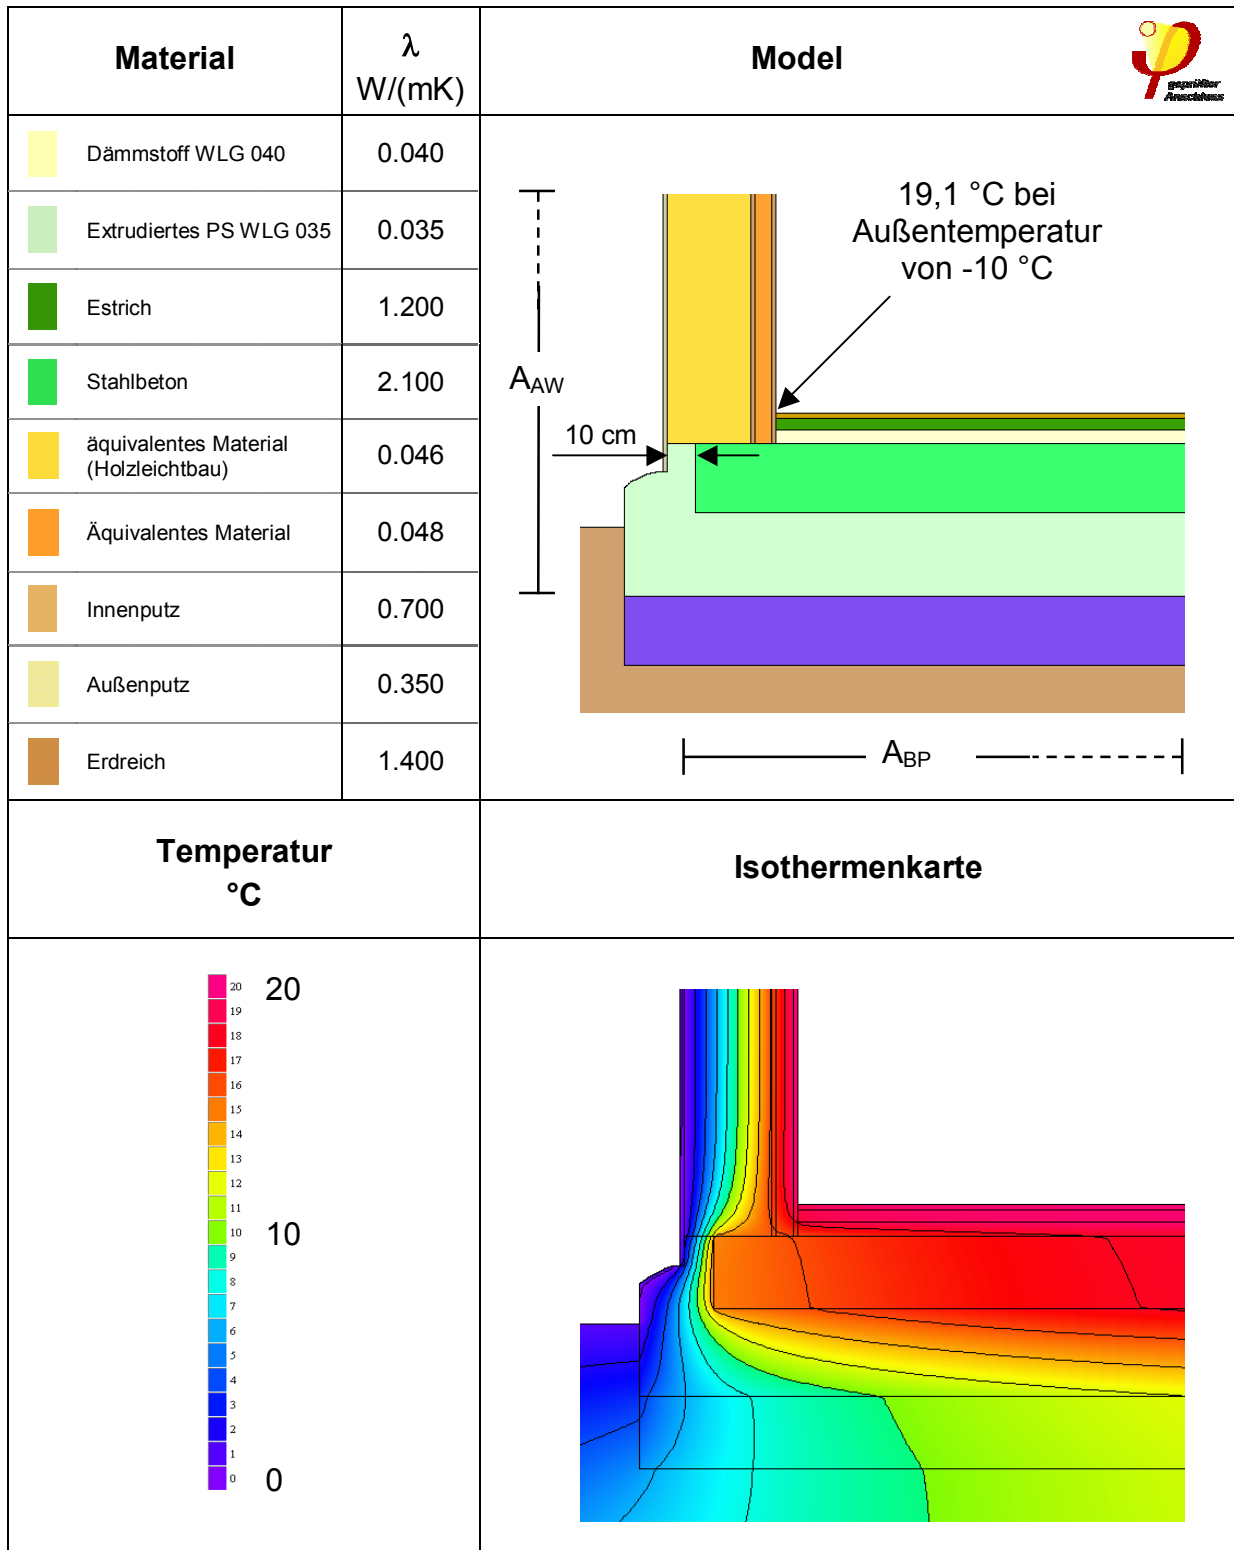 Material
λ
W/(mK)
Model
geprüfter
Anschluss
Dämmstoff WLG 040
0.040
Extrudiertes PS WLG 035
0.035
Estrich
1.200
Stahlbeton
2.100
äquivalentes Material
(Holzleichtbau)
0.046
Äquivalentes Material
0.048
Innenputz
0.700
Außenputz
0.350
Erdreich
1.400
19,1 °C bei
Außentemperatur
von -10 °C
AAW
10 cm
ABP
Temperatur
°C
Isothermenkarte
20
20
19
18
17
16
15
14
13
12
11
10
10
9
8
7
6
5
4
3
2
1
0
0